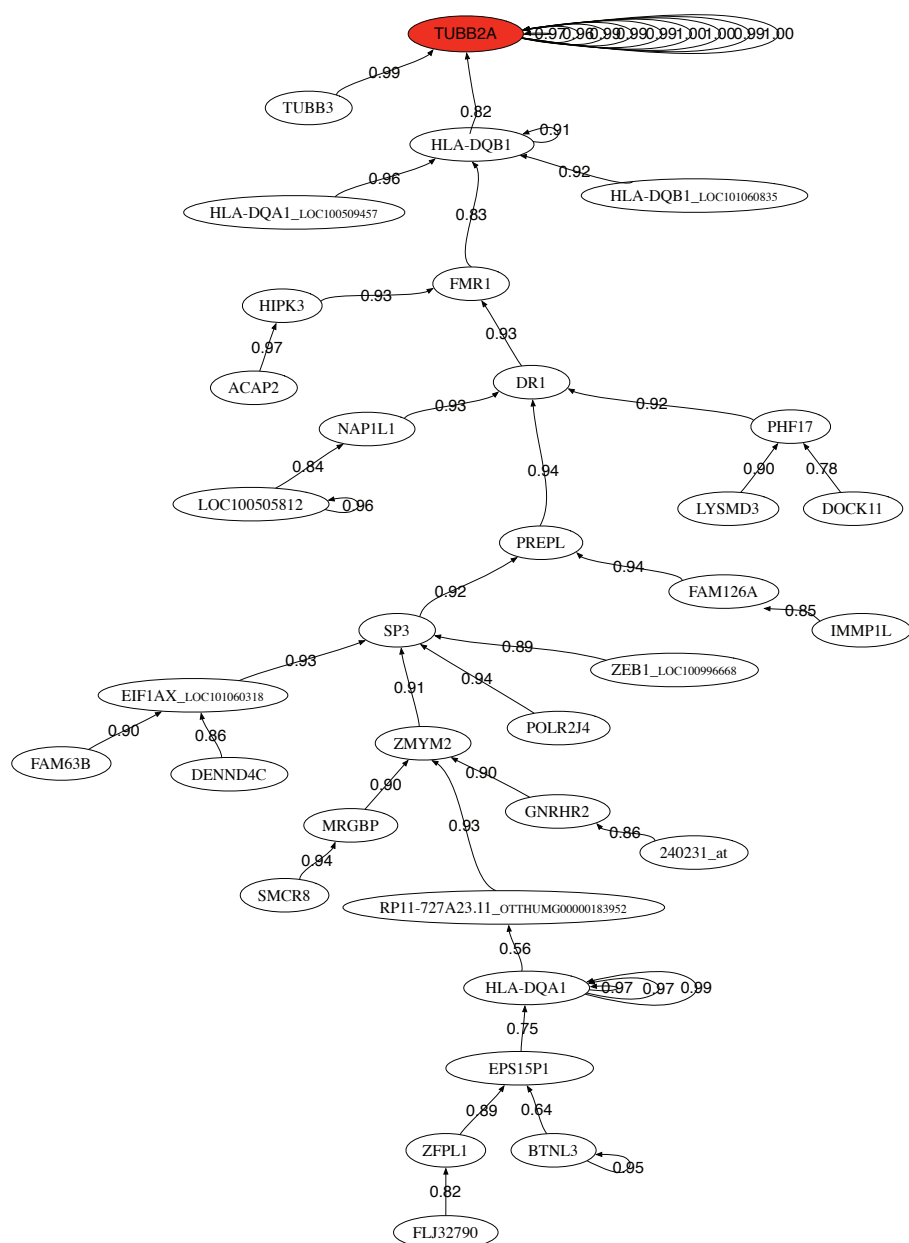 TUBB2A
0.97
0.96
0.99
0.99
0.99
1.00
1.00
0.99
1.00
0.99
TUBB3
0.82
0.91
HLA-DQB1
0.96
0.92
HLA-DQA1_LOC100509457
HLA-DQB1_LOC101060835
0.83
FMR1
0.93
HIPK3
0.93
0.97
ACAP2
DR1
0.93
0.92
NAP1L1
PHF17
0.84
0.94
0.90
0.78
LOC100505812
0.96
LYSMD3
DOCK11
PREPL
0.94
0.92
FAM126A
0.85
SP3
IMMP1L
0.89
0.93
ZEB1_LOC100996668
0.91
0.94
EIF1AX_LOC101060318
0.90
0.86
POLR2J4
ZMYM2
FAM63B
DENND4C
0.90
0.90
GNRHR2
MRGBP
0.93
0.86
240231_at
0.94
SMCR8
RP11-727A23.11_OTTHUMG00000183952
0.56
HLA-DQA1
0.97
0.97
0.99
0.75
EPS15P1
0.89
0.64
ZFPL1
BTNL3
0.95
0.82
FLJ32790